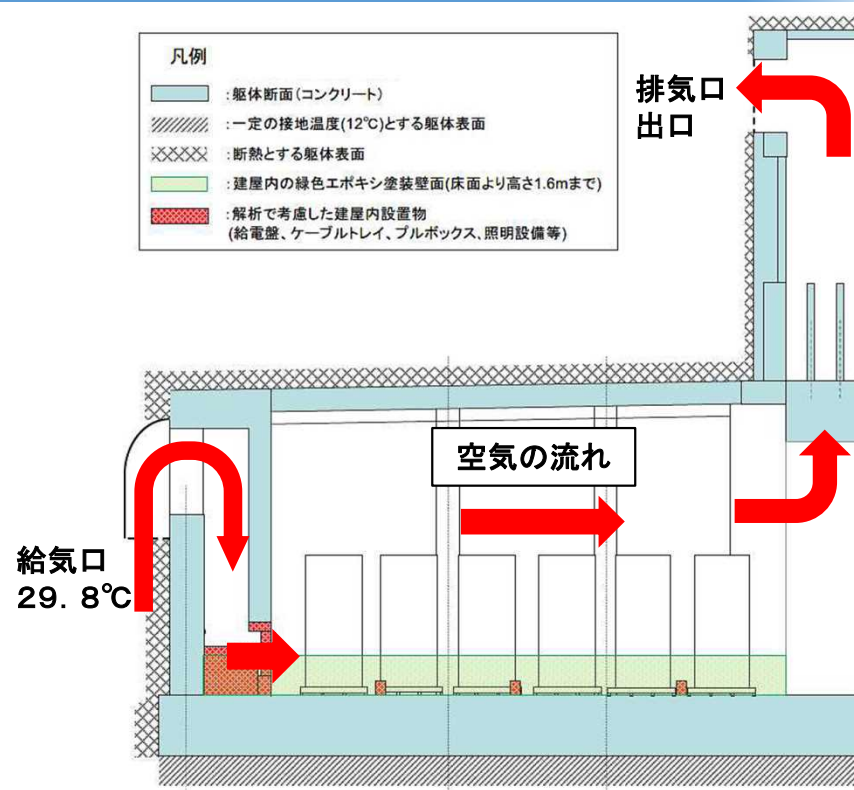 凡例
:躯体断面(コンクリート)
:一定の接地温度(12℃)とする躯体表面
:断熱とする躯体表面
:建屋内の緑色エポキシ塗装壁面(床面より高さ1.6mまで)
:解析で考慮した建屋内設置物
(給電盤、ケーブルトレイ、プルボックス、照明設備等)
排気口
出口
空気の流れ
給気口
29．8℃